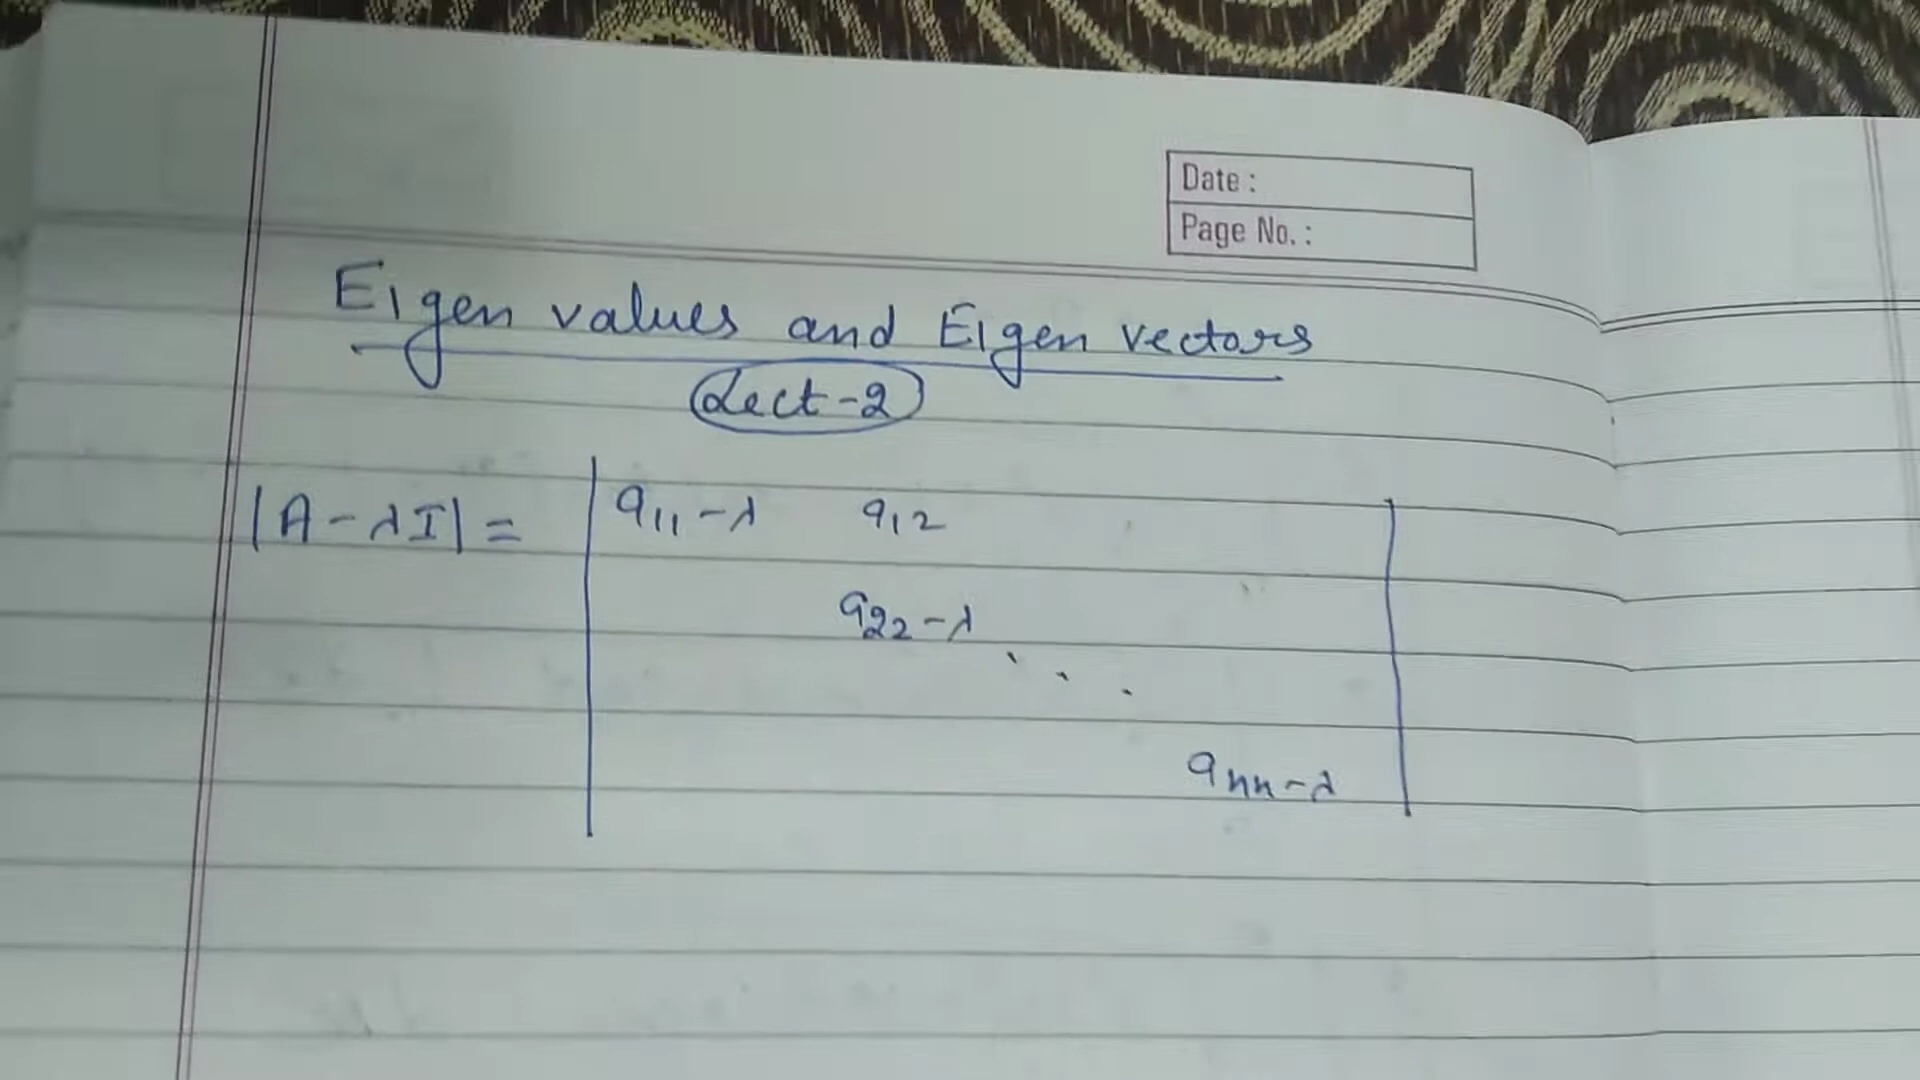 Date :
Page No. :
Eigen values and Eigen vectors
Lect-2
|A-λI| = | a11-λ a12
a22-λ
. . .
ann-λ |